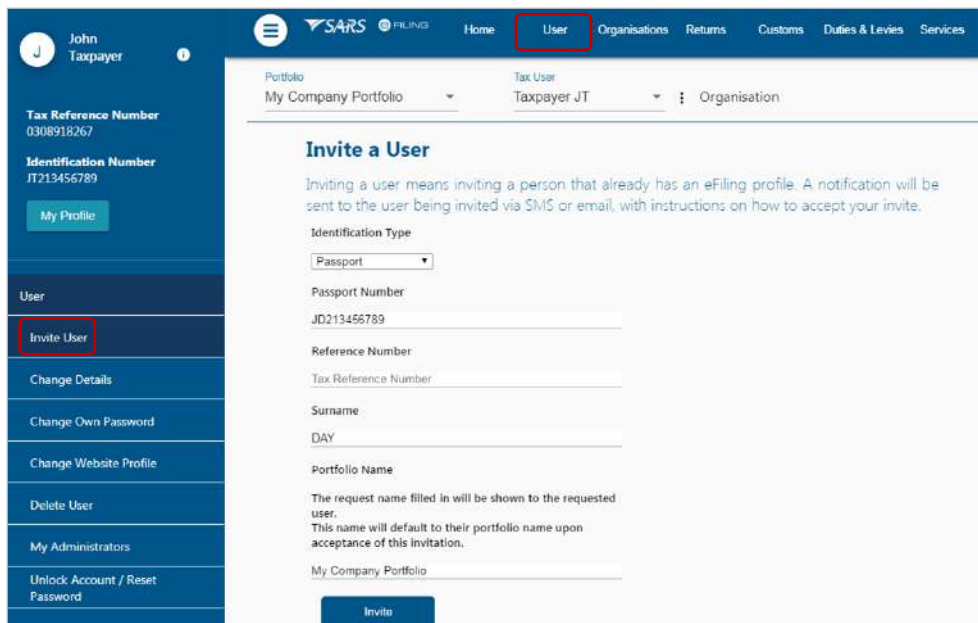 J
John
Taxpayer
Tax Reference Number
0308918267
Identification Number
JT213456789
My Profile
User
Invite User
Change Details
Change Own Password
Change Website Profile
Delete User
My Administrators
Unlock Account / Reset
Password
SARS eFILING
Home User Organisations Returns Customs Duties & Levies Services
Portfolio Tax User
My Company Portfolio Taxpayer JT Organisation
Invite a User
Inviting a user means inviting a person that already has an eFiling profile. A notification will be
sent to the user being invited via SMS or email, with instructions on how to accept your invite.
Identification Type
Passport
Passport Number
JD213456789
Reference Number
Tax Reference Number
Surname
DAY
Portfolio Name
The request name filled in will be shown to the requested
user.
This name will default to their portfolio name upon
acceptance of this invitation.
My Company Portfolio
Invite